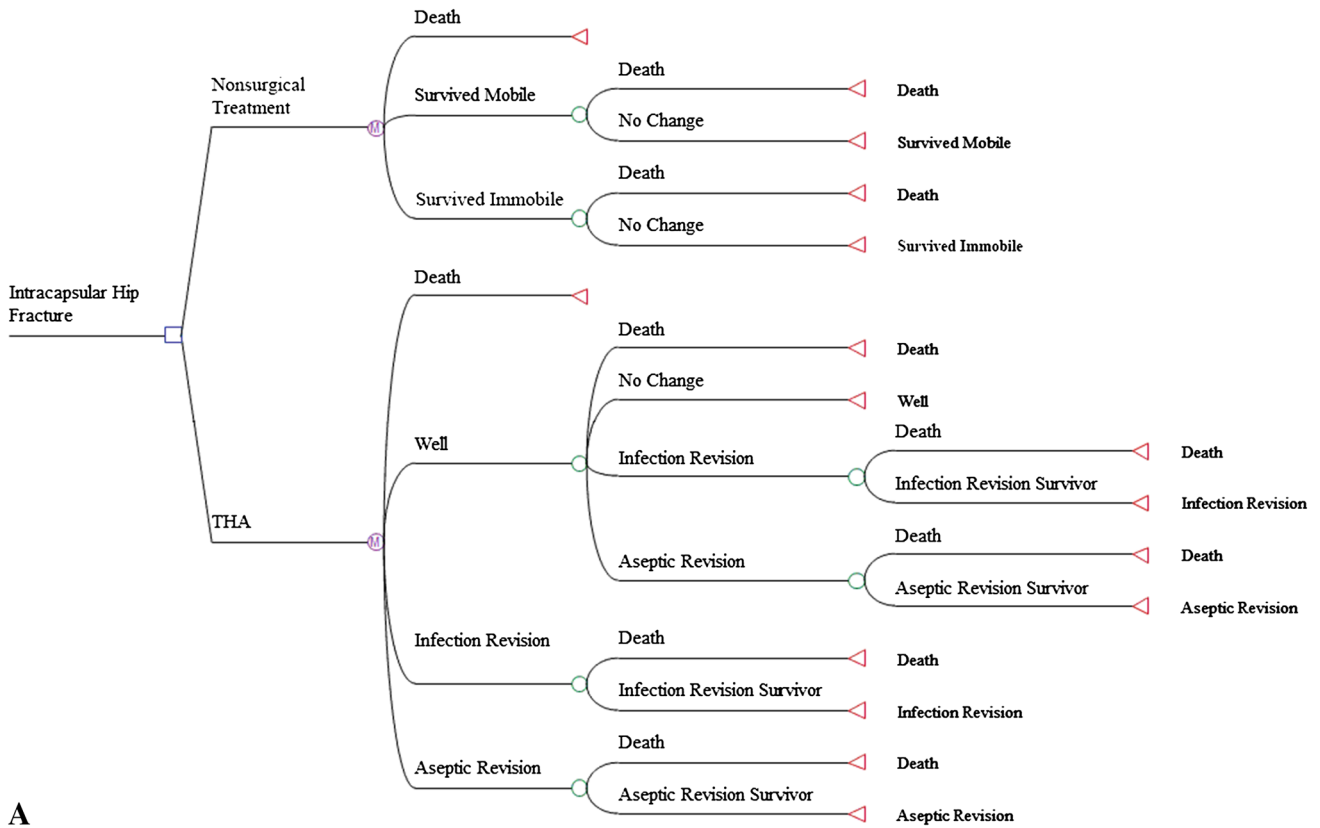 Death
Nonsurgical
Treatment
M
Survived Mobile
Death
Death
No Change
Survived Mobile
Survived Immobile
Death
Death
No Change
Survived Immobile
Intracapsular Hip
Fracture
THA
M
Death
Well
Death
Death
No Change
Well
Infection Revision
Death
Death
Infection Revision Survivor
Infection Revision
Aseptic Revision
Death
Death
Aseptic Revision Survivor
Aseptic Revision
Infection Revision
Death
Death
Infection Revision Survivor
Infection Revision
Aseptic Revision
Death
Death
Aseptic Revision Survivor
Aseptic Revision
A